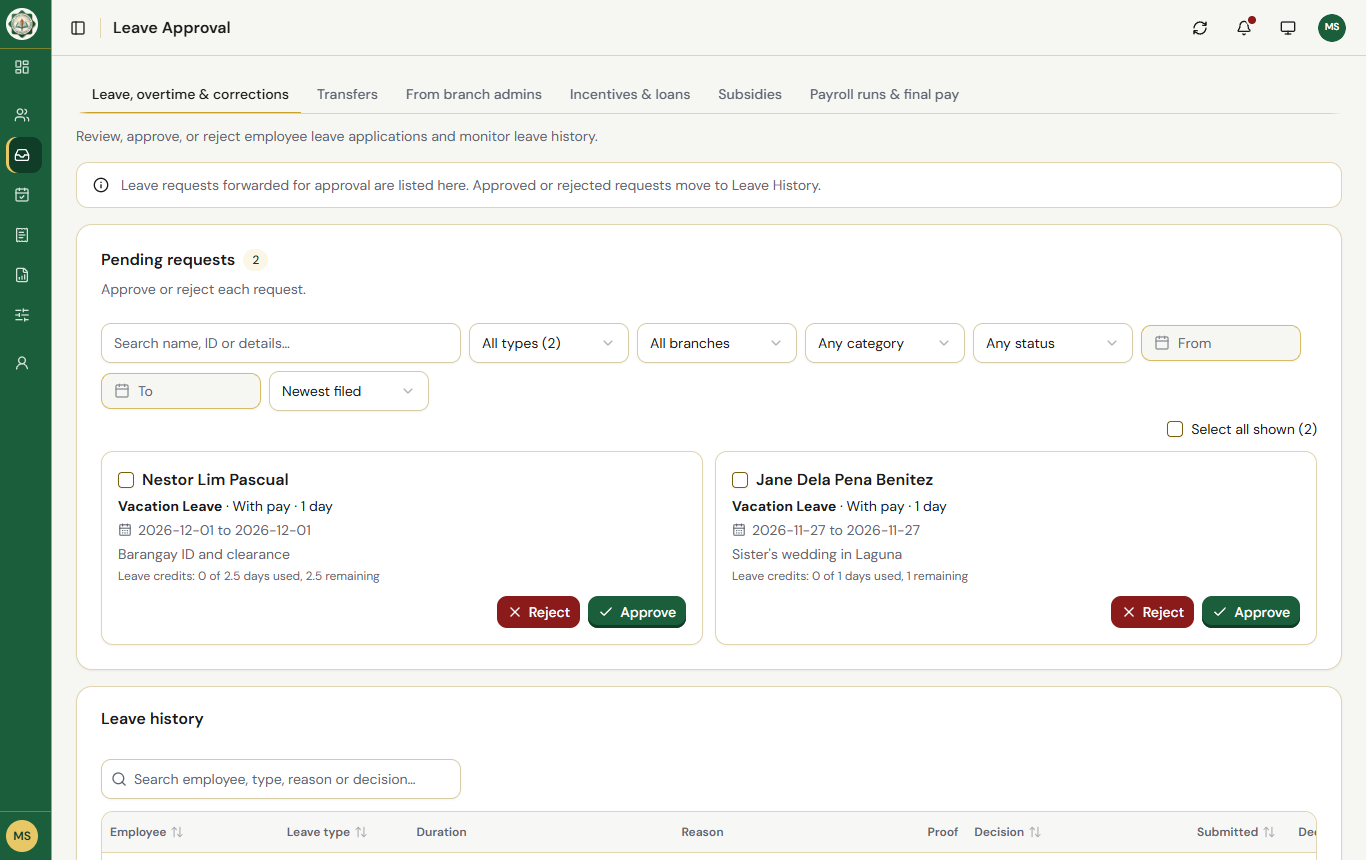 Leave Approval
MS
Leave, overtime & corrections
Transfers
From branch admins
Incentives & loans
Subsidies
Payroll runs & final pay
Review, approve, or reject employee leave applications and monitor leave history.
Leave requests forwarded for approval are listed here. Approved or rejected requests move to Leave History.
Pending requests 2
Approve or reject each request.
Search name, ID or details…
All types (2)
All branches
Any category
Any status
From
To
Newest filed
Select all shown (2)
Nestor Lim Pascual
Vacation Leave · With pay · 1 day
2026-12-01 to 2026-12-01
Barangay ID and clearance
Leave credits: 0 of 2.5 days used, 2.5 remaining
Reject
Approve
Jane Dela Pena Benitez
Vacation Leave · With pay · 1 day
2026-11-27 to 2026-11-27
Sister's wedding in Laguna
Leave credits: 0 of 1 days used, 1 remaining
Reject
Approve
Leave history
Search employee, type, reason or decision…
Employee
Leave type
Duration
Reason
Proof
Decision
Submitted
MS